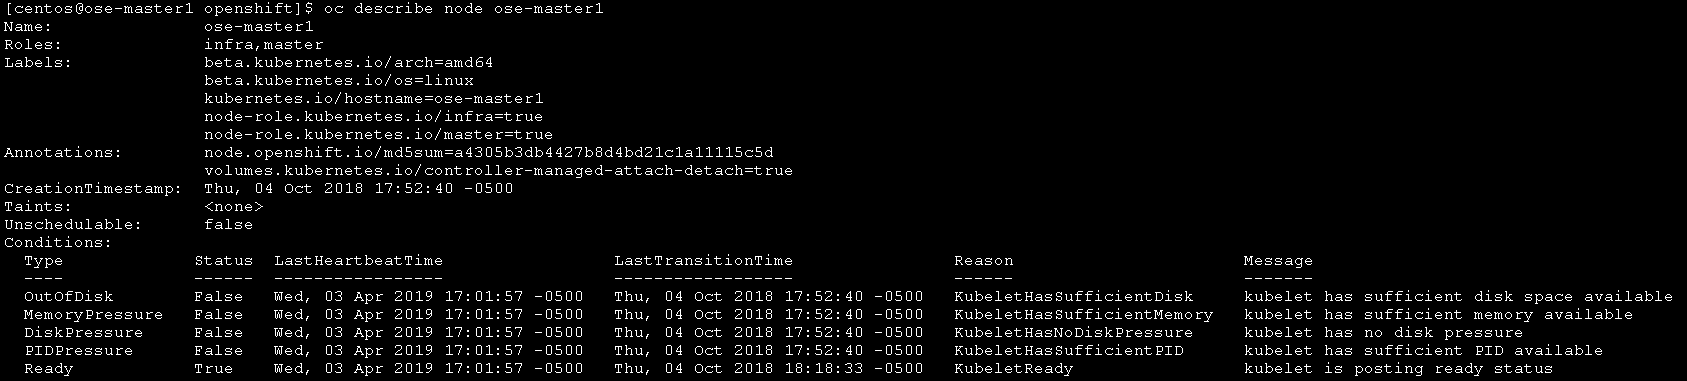 [centos@ose-master1 openshift]$ oc describe node ose-master1
Name:               ose-master1
Roles:              infra,master
Labels:             beta.kubernetes.io/arch=amd64
                    beta.kubernetes.io/os=linux
                    kubernetes.io/hostname=ose-master1
                    node-role.kubernetes.io/infra=true
                    node-role.kubernetes.io/master=true
Annotations:        node.openshift.io/md5sum=a4305b3db4427b8d4bd21c1a11115c5d
                    volumes.kubernetes.io/controller-managed-attach-detach=true
CreationTimestamp:  Thu, 04 Oct 2018 17:52:40 -0500
Taints:             <none>
Unschedulable:      false
Conditions:
  Type             Status  LastHeartbeatTime                 LastTransitionTime                Reason                       Message
  ----             ------  -----------------                 ------------------                ------                       -------
  OutOfDisk        False   Wed, 03 Apr 2019 17:01:57 -0500   Thu, 04 Oct 2018 17:52:40 -0500   KubeletHasSufficientDisk     kubelet has sufficient disk space available
  MemoryPressure   False   Wed, 03 Apr 2019 17:01:57 -0500   Thu, 04 Oct 2018 17:52:40 -0500   KubeletHasSufficientMemory   kubelet has sufficient memory available
  DiskPressure     False   Wed, 03 Apr 2019 17:01:57 -0500   Thu, 04 Oct 2018 17:52:40 -0500   KubeletHasNoDiskPressure     kubelet has no disk pressure
  PIDPressure      False   Wed, 03 Apr 2019 17:01:57 -0500   Thu, 04 Oct 2018 17:52:40 -0500   KubeletHasSufficientPID      kubelet has sufficient PID available
  Ready            True    Wed, 03 Apr 2019 17:01:57 -0500   Thu, 04 Oct 2018 18:18:33 -0500   KubeletReady                 kubelet is posting ready status